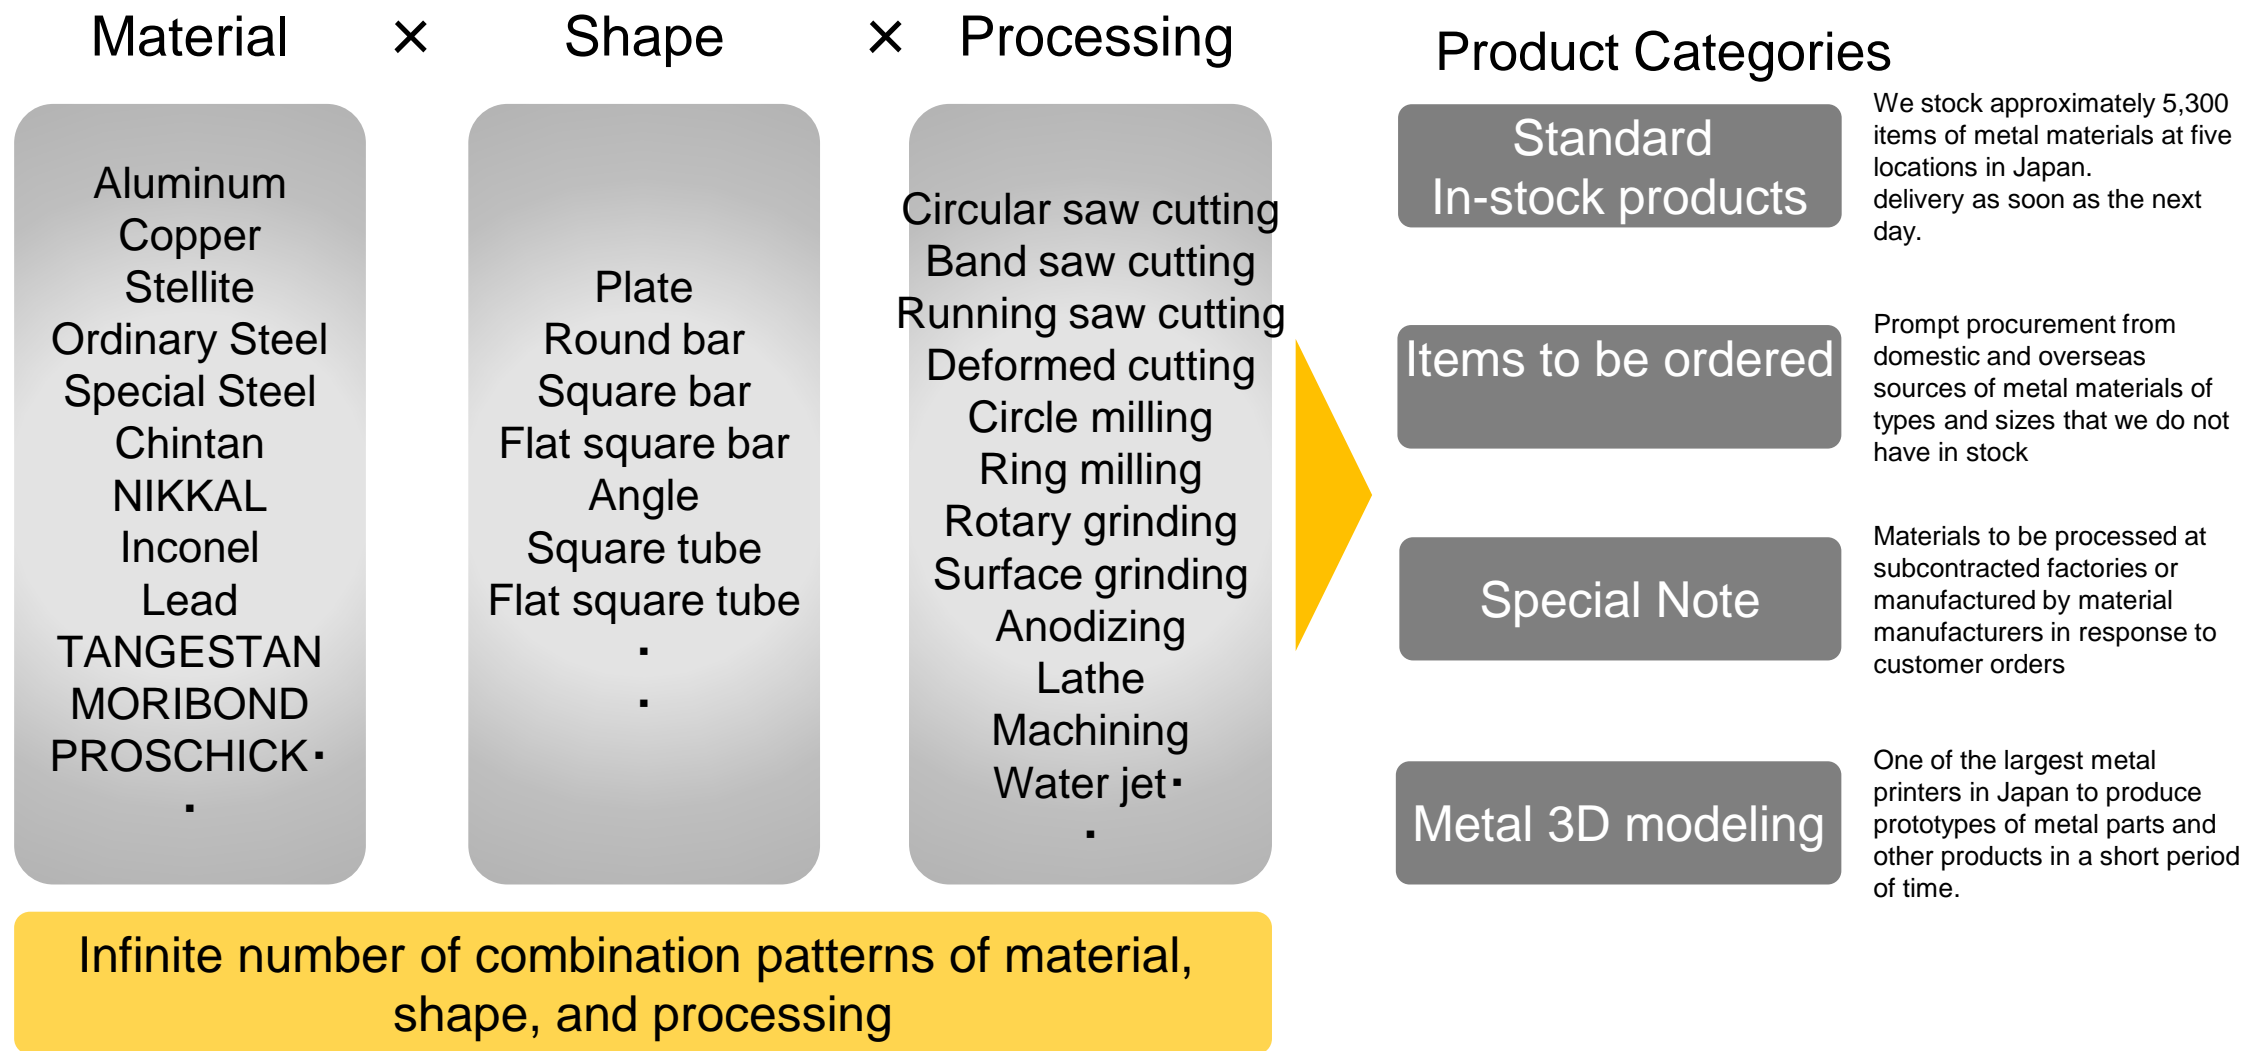 Material × Shape × Processing
Aluminum
Copper
Stellite
Ordinary Steel
Special Steel
Chintan
NIKKAL
Inconel
Lead
TANGESTAN
MORIBOND
PROSCHICK・
・
Plate
Round bar
Square bar
Flat square bar
Angle
Square tube
Flat square tube
・
・
Circular saw cutting
Band saw cutting
Running saw cutting
Deformed cutting
Circle milling
Ring milling
Rotary grinding
Surface grinding
Anodizing
Lathe
Machining
Water jet・
・
Infinite number of combination patterns of material,
shape, and processing
Product Categories
Standard
In-stock products
We stock approximately 5,300
items of metal materials at five
locations in Japan.
delivery as soon as the next
day.
Items to be ordered
Prompt procurement from
domestic and overseas
sources of metal materials of
types and sizes that we do not
have in stock
Special Note
Materials to be processed at
subcontracted factories or
manufactured by material
manufacturers in response to
customer orders
Metal 3D modeling
One of the largest metal
printers in Japan to produce
prototypes of metal parts and
other products in a short period
of time.